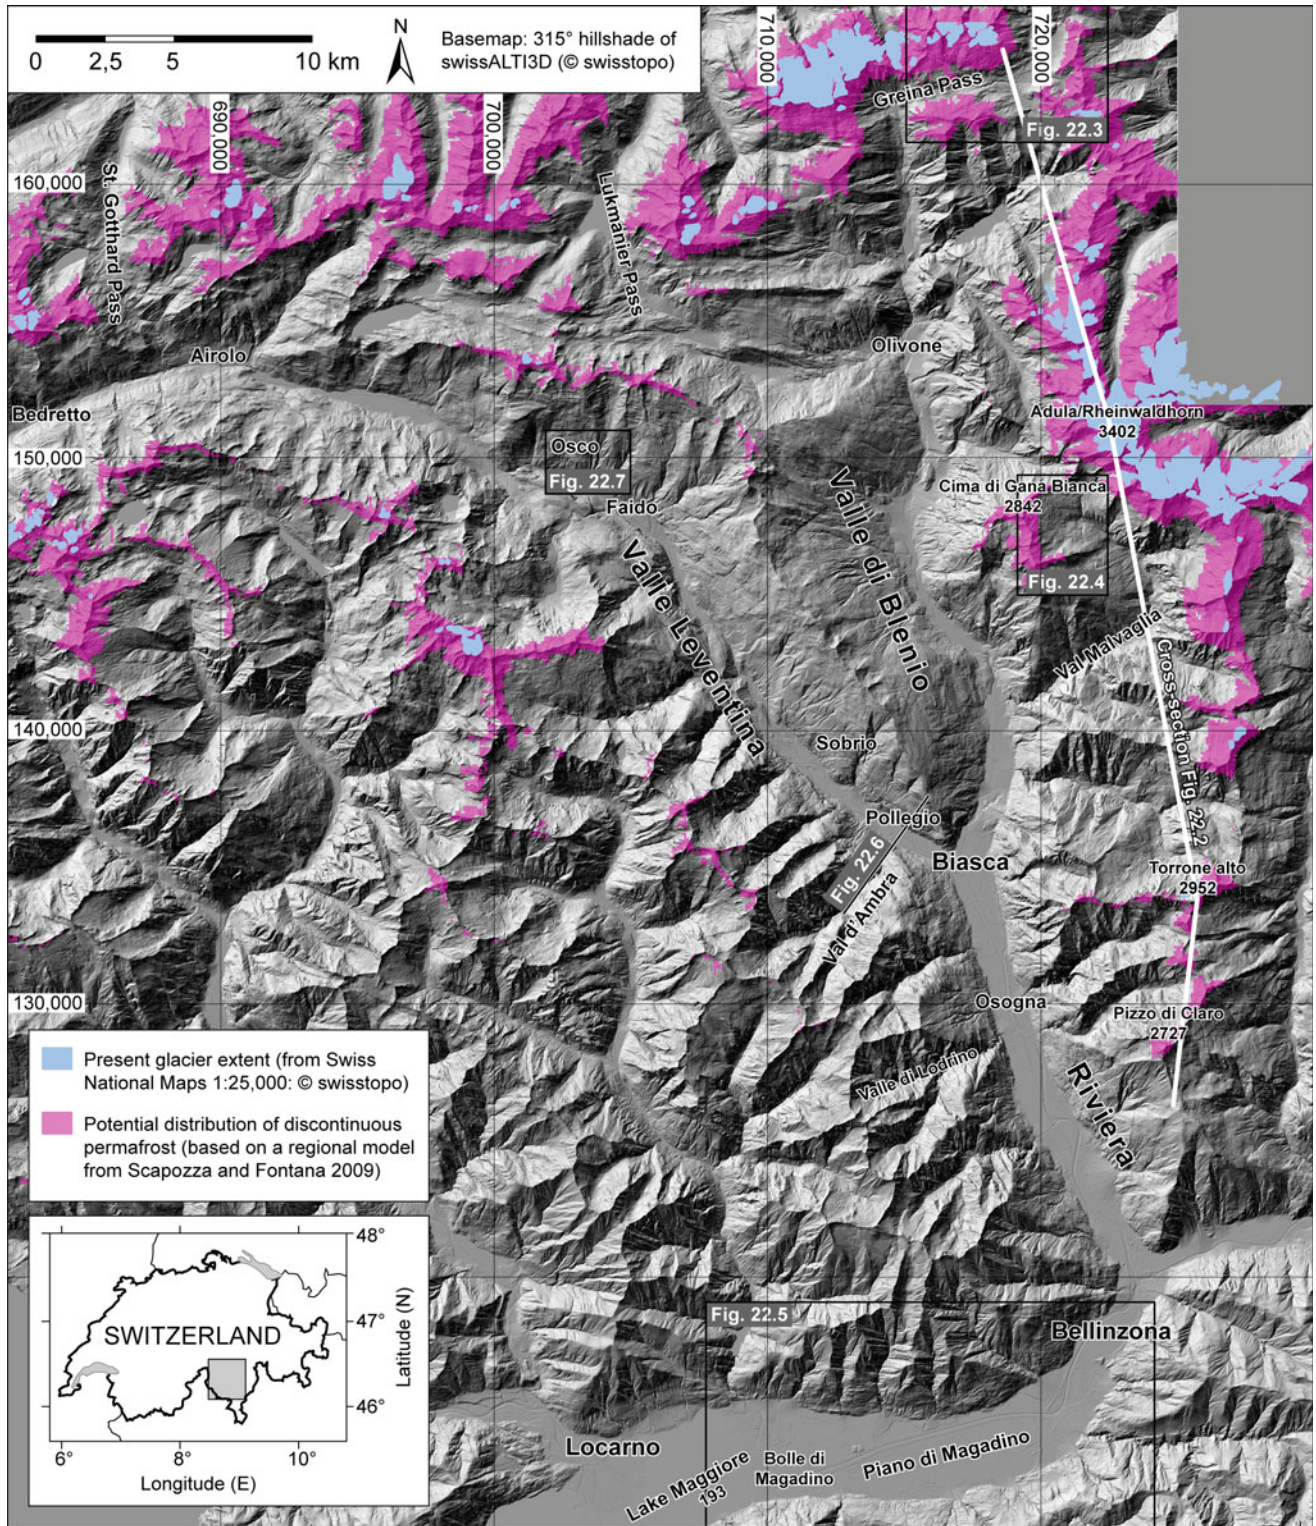 0 2,5 5 10 km
N
Basemap: 315° hillshade of
swissALTI3D (© swisstopo)
690,000
700,000
710,000
720,000
Greina Pass
Fig. 22.3
160,000
St. Gotthard Pass
Lukmanier Pass
Airolo
Olivone
Bedretto
Adula/Rheinwaldhorn
3402
Osco
150,000
Fig. 22.7
Cima di Gana Bianca
2842
Faido
Fig. 22.4
Valle Leventina
Valle di Blenio
Val Malvaglia
Cross-section Fig. 22.2
140,000
Sobrio
Pollegio
Biasca
Fig. 22.6
Torrone alto
2952
Val d'Ambra
130,000
Osogna
Pizzo di Claro
2727
Present glacier extent (from Swiss
National Maps 1:25,000: © swisstopo)
Potential distribution of discontinuous
permafrost (based on a regional model
from Scapozza and Fontana 2009)
Valle di Lodrino
Riviera
48°
47°
46°
SWITZERLAND
Latitude (N)
6° 8° 10°
Longitude (E)
Fig. 22.5
Bellinzona
Locarno
Lake Maggiore
193
Bolle di
Magadino
Piano di Magadino